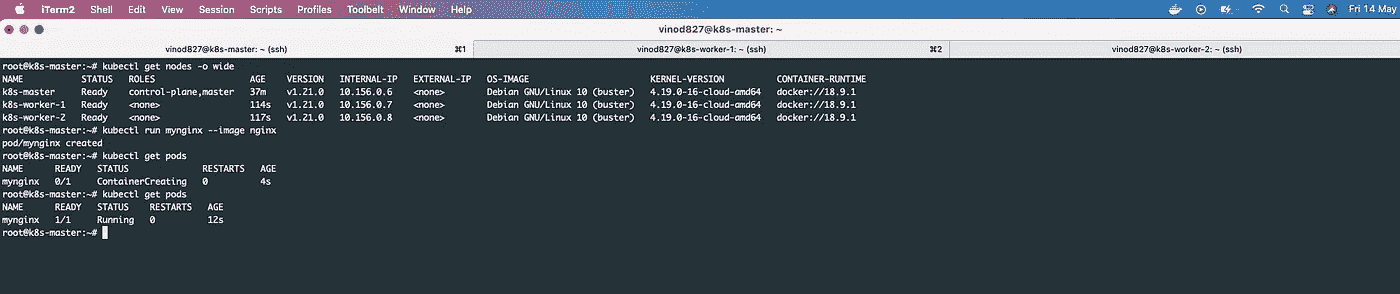 iTerm2 Shell Edit View Session Scripts Profiles Toolbelt Window Help Fri 14 May
vinod827@k8s-master: ~
vinod827@k8s-master: ~ (ssh) ⌘1 vinod827@k8s-worker-1: ~ (ssh) ⌘2 vinod827@k8s-worker-2: ~ (ssh)
root@k8s-master:~# kubectl get nodes -o wide
NAME STATUS ROLES AGE VERSION INTERNAL-IP EXTERNAL-IP OS-IMAGE KERNEL-VERSION CONTAINER-RUNTIME
k8s-master Ready control-plane,master 37m v1.21.0 10.156.0.6 <none> Debian GNU/Linux 10 (buster) 4.19.0-16-cloud-amd64 docker://18.9.1
k8s-worker-1 Ready <none> 114s v1.21.0 10.156.0.7 <none> Debian GNU/Linux 10 (buster) 4.19.0-16-cloud-amd64 docker://18.9.1
k8s-worker-2 Ready <none> 117s v1.21.0 10.156.0.8 <none> Debian GNU/Linux 10 (buster) 4.19.0-16-cloud-amd64 docker://18.9.1
root@k8s-master:~# kubectl run mynginx --image nginx
pod/mynginx created
root@k8s-master:~# kubectl get pods
NAME READY STATUS RESTARTS AGE
mynginx 0/1 ContainerCreating 0 4s
root@k8s-master:~# kubectl get pods
NAME READY STATUS RESTARTS AGE
mynginx 1/1 Running 0 12s
root@k8s-master:~#